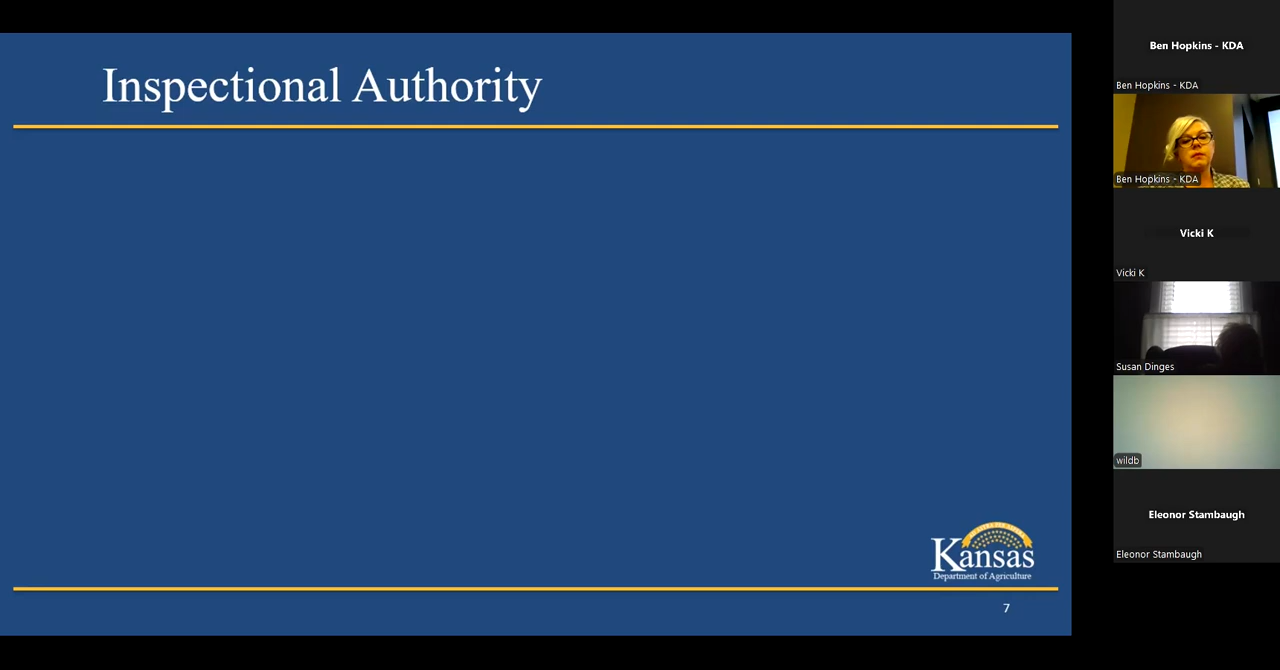 Inspectional Authority
Kansas
Department of Agriculture
7
Ben Hopkins - KDA
Ben Hopkins - KDA
Ben Hopkins - KDA
Vicki K
Vicki K
Susan Dinges
wildb
Eleonor Stambaugh
Eleonor Stambaugh